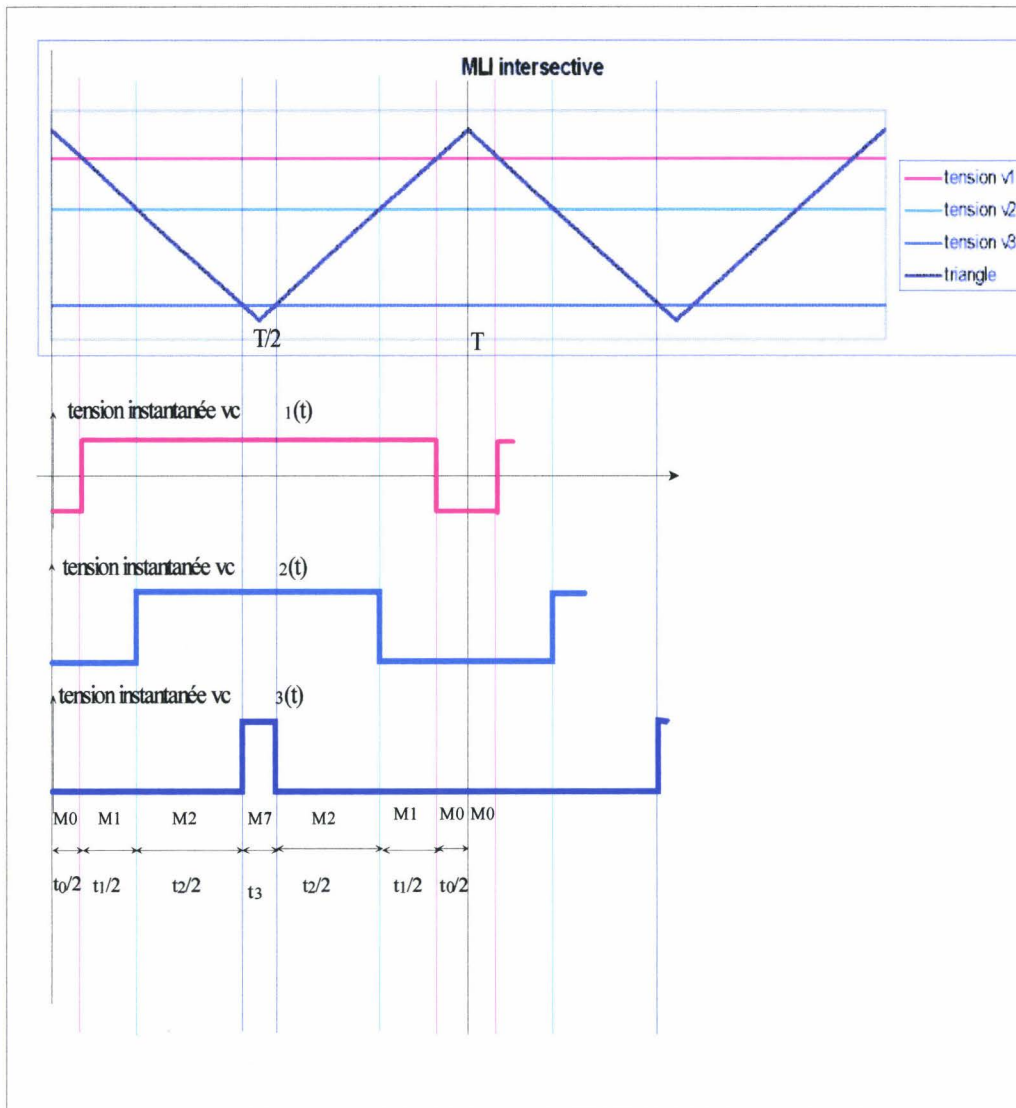 MLI intersective
tension v1
tension v2
tension v3
triangle
T/2
T
tension instantanée vc 1(t)
tension instantanée vc 2(t)
tension instantanée vc 3(t)
M0 M1 M2 M7 M2 M1 M0 M0
t0/2 t1/2 t2/2 t3 t2/2 t1/2 t0/2